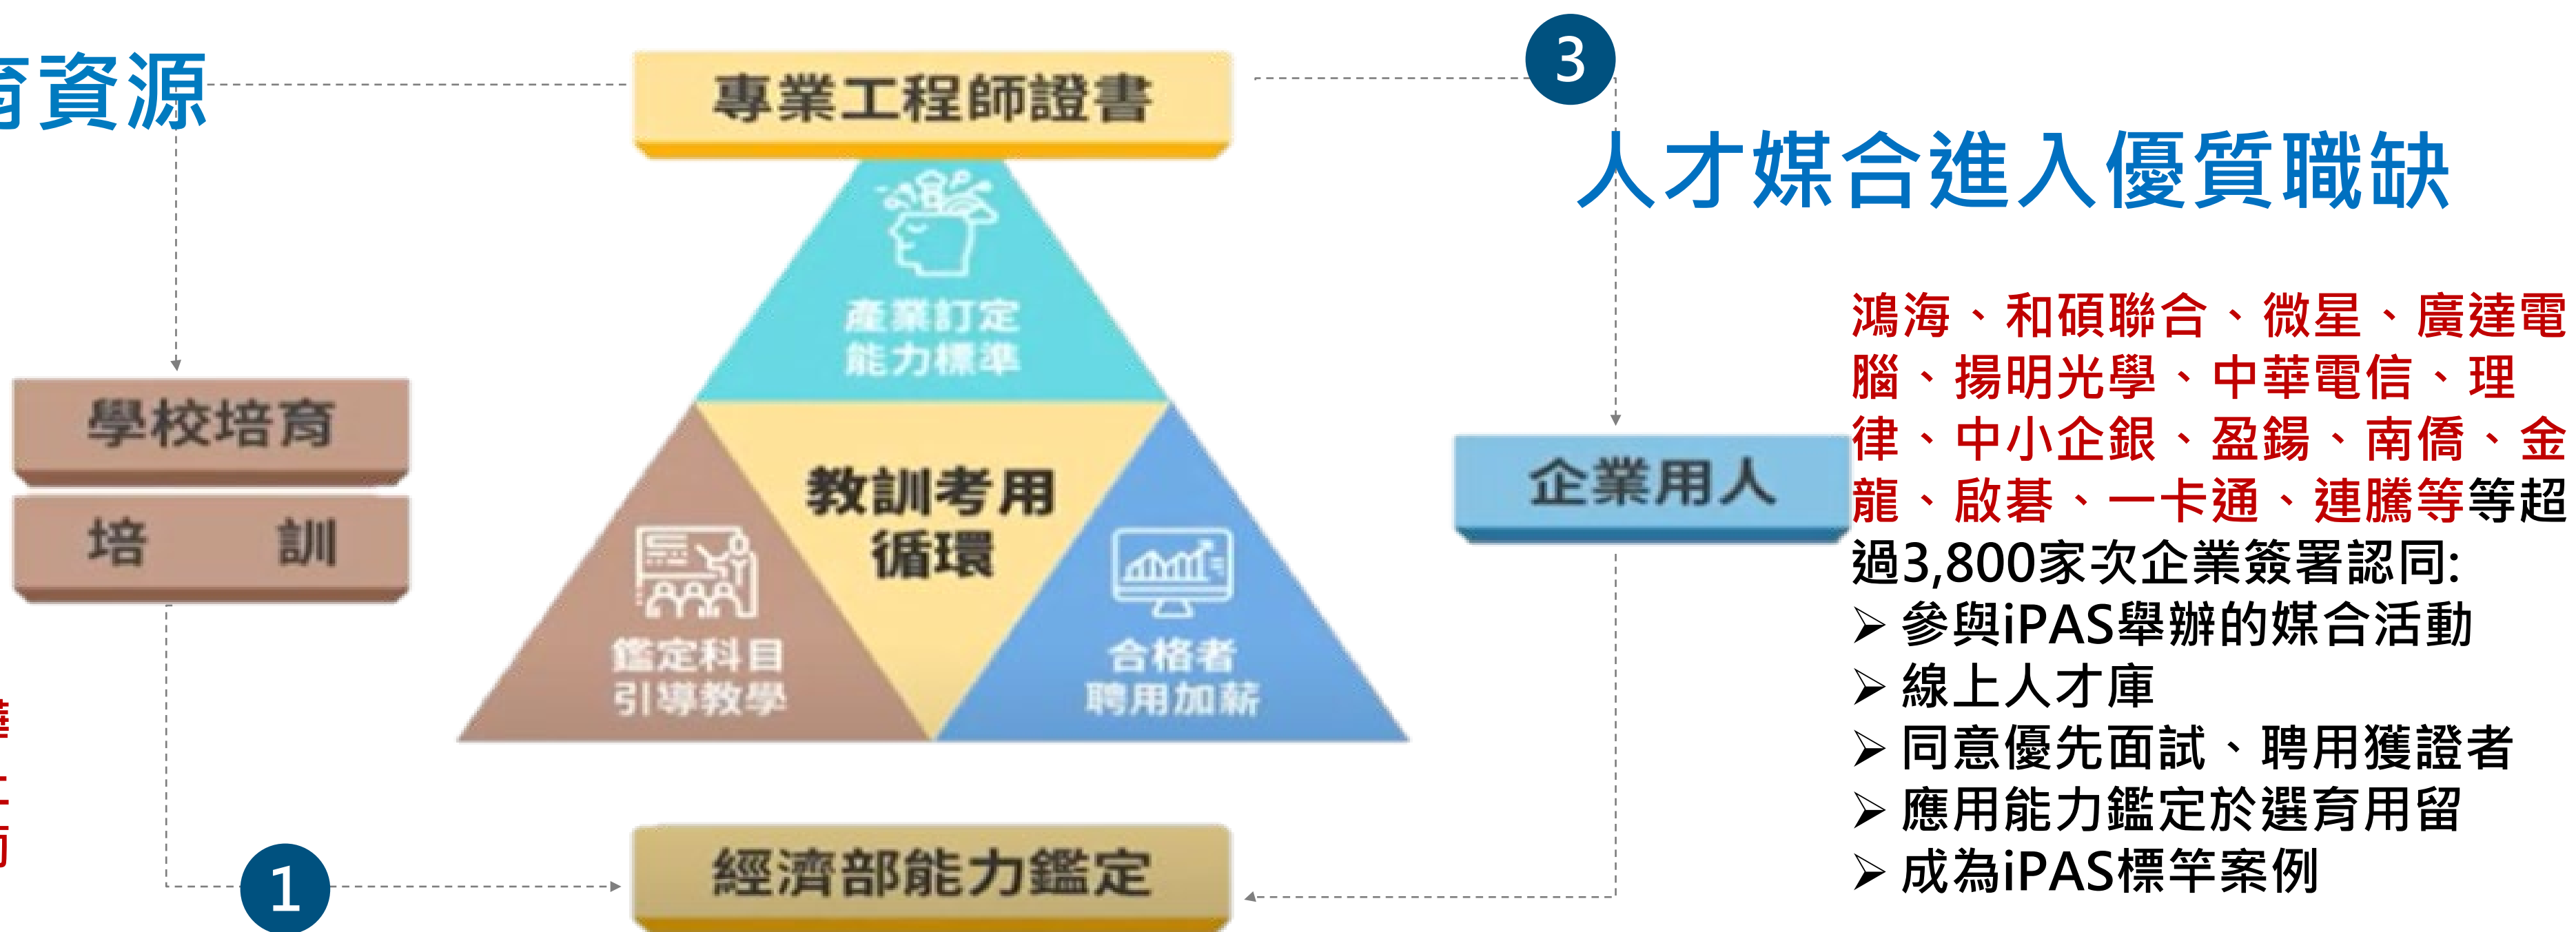 育資源
專業工程師證書
3
人才媒合進入優質職缺
產業訂定
能力標準
學校培育
培 訓
教訓考用
循環
鑑定科目
引導教學
合格者
聘用加薪
企業用人
鴻海、和碩聯合、微星、廣達電
腦、揚明光學、中華電信、理
律、中小企銀、盈錫、南僑、金
龍、啟碁、一卡通、連騰等等超
過3,800家次企業簽署認同:
➢ 參與iPAS舉辦的媒合活動
➢ 線上人才庫
➢ 同意優先面試、聘用獲證者
➢ 應用能力鑑定於選育用留
➢ 成為iPAS標竿案例
1
經濟部能力鑑定